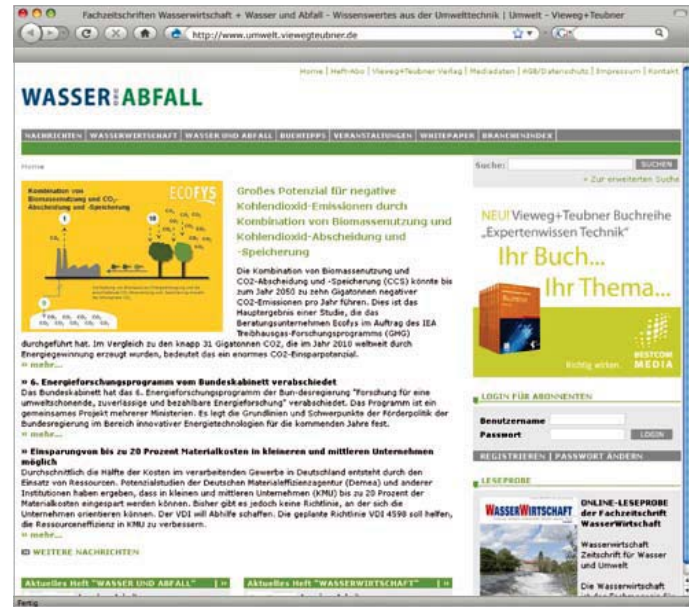 Fachzeitschriften Wasserwirtschaft + Wasser und Abfall - Wissenswertes aus der Umwelttechnik | Umwelt - Vieweg+Teubner
http://www.umwelt.viewegteubner.de
Home | Heft-Abo | Vieweg+Teubner Verlag | Mediadaten | AGB/Datenschutz | Impressum | Kontakt
WASSER UND ABFALL
NACHRICHTEN | WASSERWIRTSCHAFT | WASSER UND ABFALL | BUCHTIPPS | VERANSTALTUNGEN | WHITEPAPER | BRANCHENINDEX
Home
Suche: SUCHEN
» Zur erweiterten Suche
Kombination von
Biomassenutzung und CO₂-
Abscheidung und -Speicherung
ECOFYS
Großes Potenzial für negative
Kohlendioxid-Emissionen durch
Kombination von Biomassenutzung und
Kohlendioxid-Abscheidung und
-Speicherung
Die Kombination von Biomassenutzung und
CO2-Abscheidung und -Speicherung (CCS) könnte bis
zum Jahr 2050 zu zehn Gigatonnen negativer
CO2-Emissionen pro Jahr führen. Dies ist das
Hauptergebnis einer Studie, die das
Beratungsunternehmen Ecofys im Auftrag des IEA
Treibhausgas-Forschungsprogramms (GHG)
durchgeführt hat. Im Vergleich zu den knapp 31 Gigatonnen CO2, die im Jahr 2010 weltweit durch
Energiegewinnung erzeugt wurden, bedeutet das ein enormes CO2-Einsparpotenzial.
» mehr...
» 6. Energieforschungsprogramm vom Bundeskabinett verabschiedet
Das Bundeskabinett hat das 6. Energieforschungsprogramm der Bun-desregierung "Forschung für eine
umweltschonende, zuverlässige und bezahlbare Energieforschung" verabschiedet. Das Programm ist ein
gemeinsames Projekt mehrerer Ministerien. Es legt die Grundlinien und Schwerpunkte der Förderpolitik der
Bundesregierung im Bereich innovativer Energietechnologien für die kommenden Jahre fest.
» mehr...
» Einsparungvon bis zu 20 Prozent Materialkosten in kleineren und mittleren Unternehmen
möglich
Durchschnittlich die Hälfte der Kosten im verarbeitenden Gewerbe in Deutschland entsteht durch den
Einsatz von Ressourcen. Potenzialstudien der Deutschen Materialeffizienzagentur (Demea) und anderer
Institutionen haben ergeben, dass in kleinen und mittleren Unternehmen (KMU) bis zu 20 Prozent der
Materialkosten eingespart werden können. Bisher gibt es jedoch keine Richtlinie, an der sich die
Unternehmen orientieren können. Der VDI will Abhilfe schaffen. Die geplante Richtlinie VDI 4598 soll helfen,
die Ressourceneffizienz in KMU zu verbessern.
» mehr...
WEITERE NACHRICHTEN
Aktuelles Heft "WASSER UND ABFALL" | »
Aktuelles Heft "WASSERWIRTSCHAFT" | »
NEU! Vieweg+Teubner Buchreihe
„Expertenwissen Technik“
Ihr Buch...
Ihr Thema...
Richtig wirken.
BESTCOM
MEDIA
LOGIN FÜR ABONNENTEN
Benutzername
Passwort LOGIN
REGISTRIEREN | PASSWORT ÄNDERN
LESEPROBE
WASSERWIRTSCHAFT
ONLINE-LESEPROBE
der Fachzeitschrift
WasserWirtschaft
Wasserwirtschaft
Zeitschrift für Wasser
und Umwelt
Die Wasserwirtschaft
Fertig